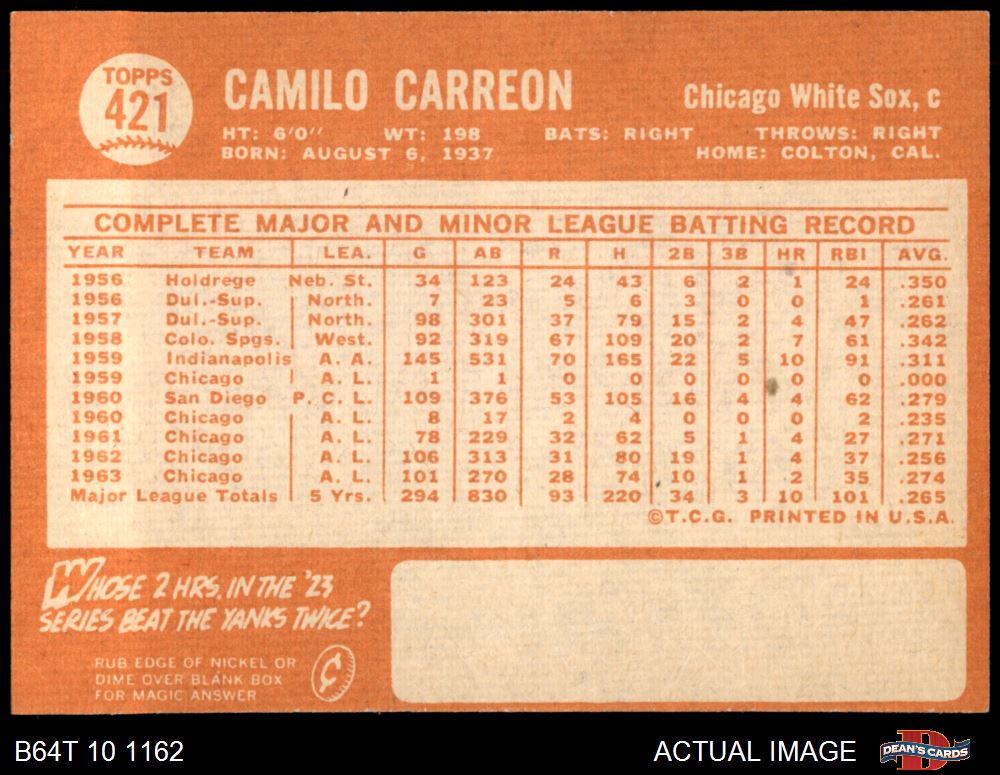 TOPPS
421
CAMILO CARREON
Chicago White Sox, c
HT: 6'0" WT: 198 BATS: RIGHT THROWS: RIGHT
BORN: AUGUST 6, 1937 HOME: COLTON, CAL.
COMPLETE MAJOR AND MINOR LEAGUE BATTING RECORD
YEAR TEAM LEA. G AB R H 2B 3B HR RBI AVG.
1956 Holdrege Neb. St. 34 123 24 43 6 2 1 24 .350
1956 Dul.-Sup. North. 7 23 5 6 3 0 0 1 .261
1957 Dul.-Sup. North. 98 301 37 79 15 2 4 47 .262
1958 Colo. Spgs. West. 92 319 67 109 20 2 7 61 .342
1959 Indianapolis A. A. 145 531 70 165 22 5 10 91 .311
1959 Chicago A. L. 1 1 0 0 0 0 0 0 .000
1960 San Diego P. C. L. 109 376 53 105 16 4 4 62 .279
1960 Chicago A. L. 8 17 2 4 0 0 0 2 .235
1961 Chicago A. L. 78 229 32 62 5 1 4 27 .271
1962 Chicago A. L. 106 313 31 80 19 1 4 37 .256
1963 Chicago A. L. 101 270 28 74 10 1 2 35 .274
Major League Totals 5 Yrs. 294 830 93 220 34 3 10 101 .265
©T.C.G. PRINTED IN U.S.A.
WHOSE 2 HRS. IN THE '23
SERIES BEAT THE YANKS TWICE?
RUB EDGE OF NICKEL OR
DIME OVER BLANK BOX
FOR MAGIC ANSWER
¢
B64T 10 1162
ACTUAL IMAGE
D
DEAN'S CARDS